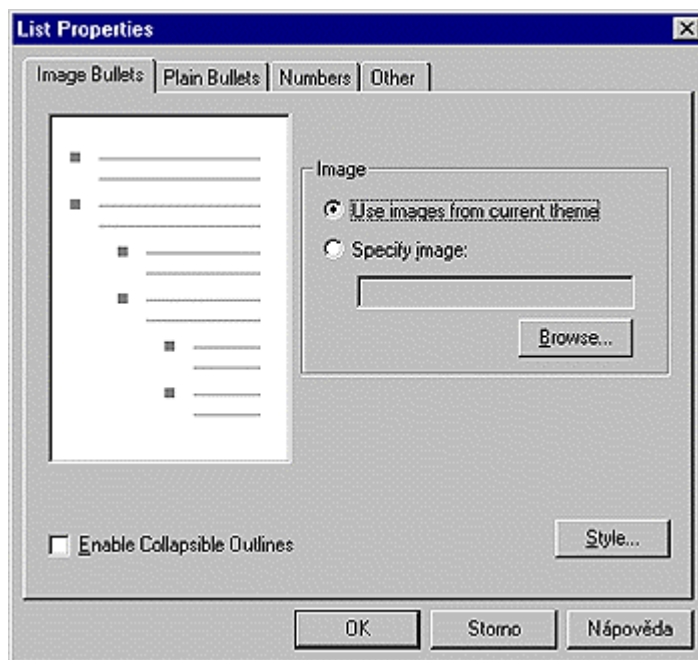 List Properties
Image Bullets Plain Bullets Numbers Other
Image
Use images from current theme
Specify image:
Browse...
Enable Collapsible Outlines
Style...
OK Storno Nápověda